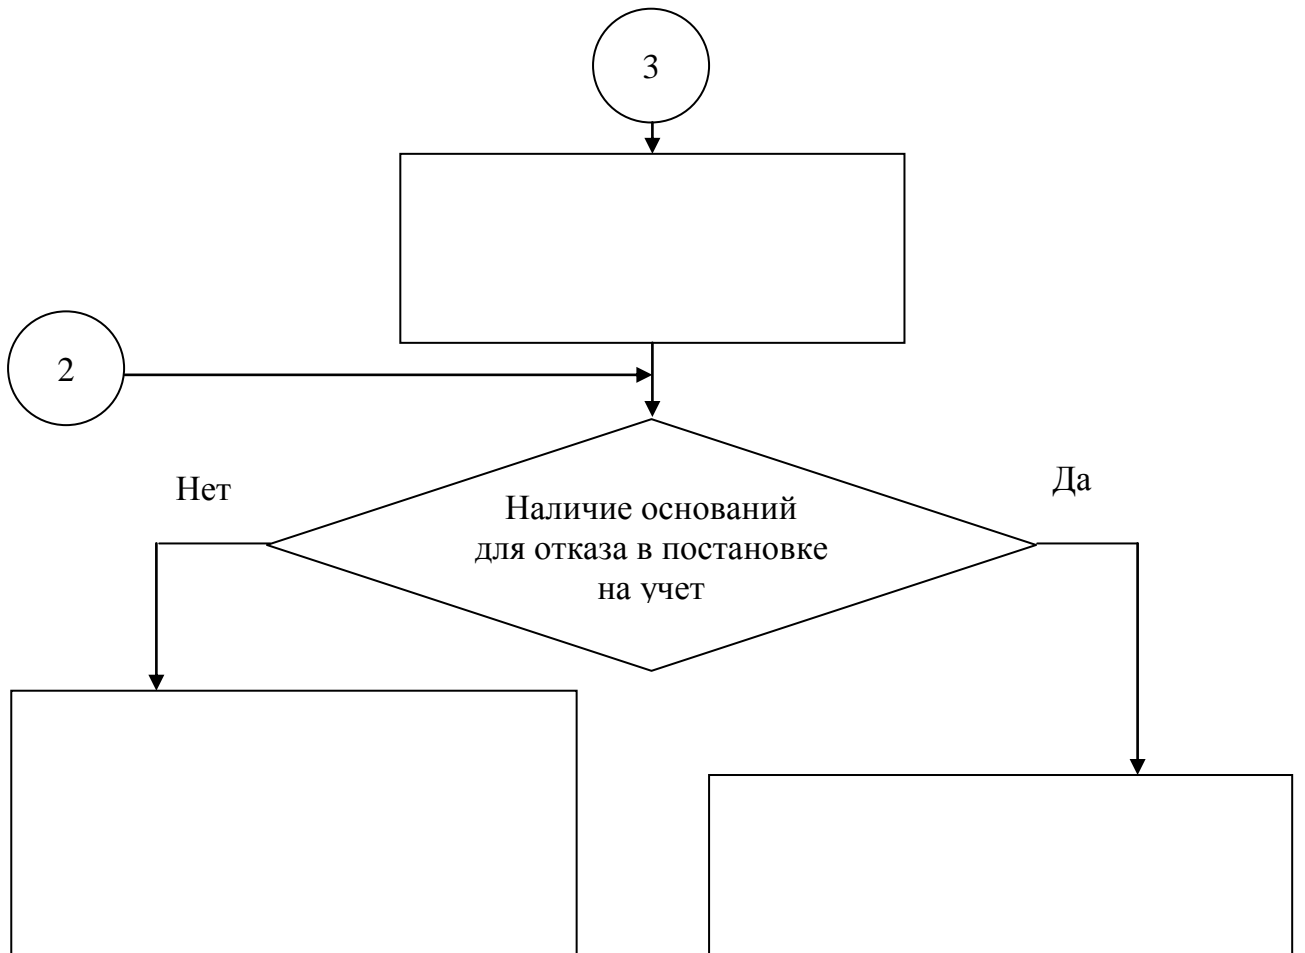 3
2
Нет
Да
Наличие оснований
для отказа в постановке
на учет